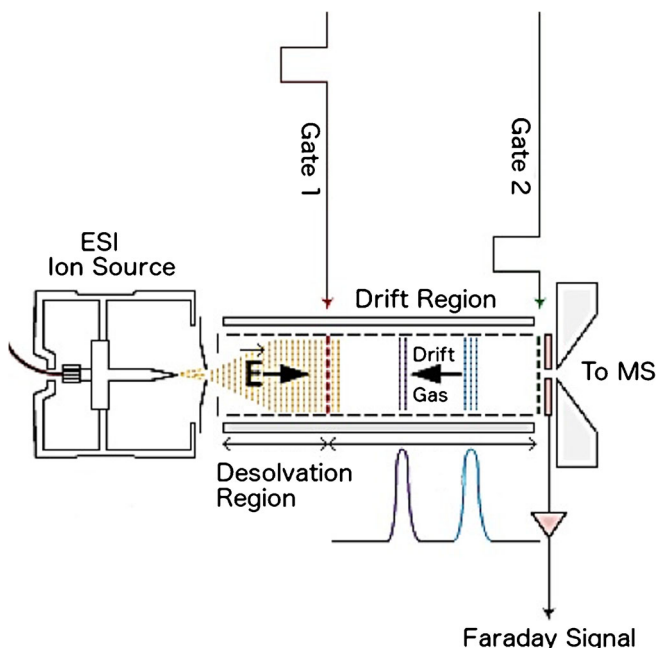 Gate 1
Gate 2
ESI
Ion Source
Drift Region
E
Drift
Gas
To MS
Desolvation
Region
Faraday Signal